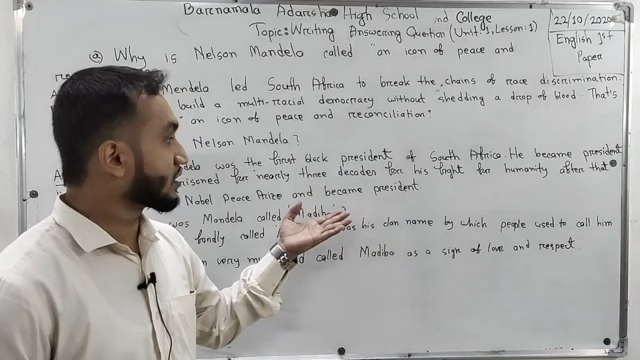 Barnamala Adarsha High School and College
Topic: Writing Answering Question (Unit: 1, Lesson: 1)
22/10/2020
English 1st
Paper
a) Why is Nelson Mandela called "an icon of peace and
Mendela led South Africa to break the chains of race discrimination.
build a multi-racial democracy without shedding a drop of blood. That's
"an icon of peace and reconciliation"
Nelson Mandela?
was the first black president of South Africa. He became president
for nearly three decades for his fight for humanity after that
Nobel Peace Prize and became president
was Mandela called "Madiba"?
fondly called his clan name by which people used to call him
very called Madiba as a sign of love and respect.